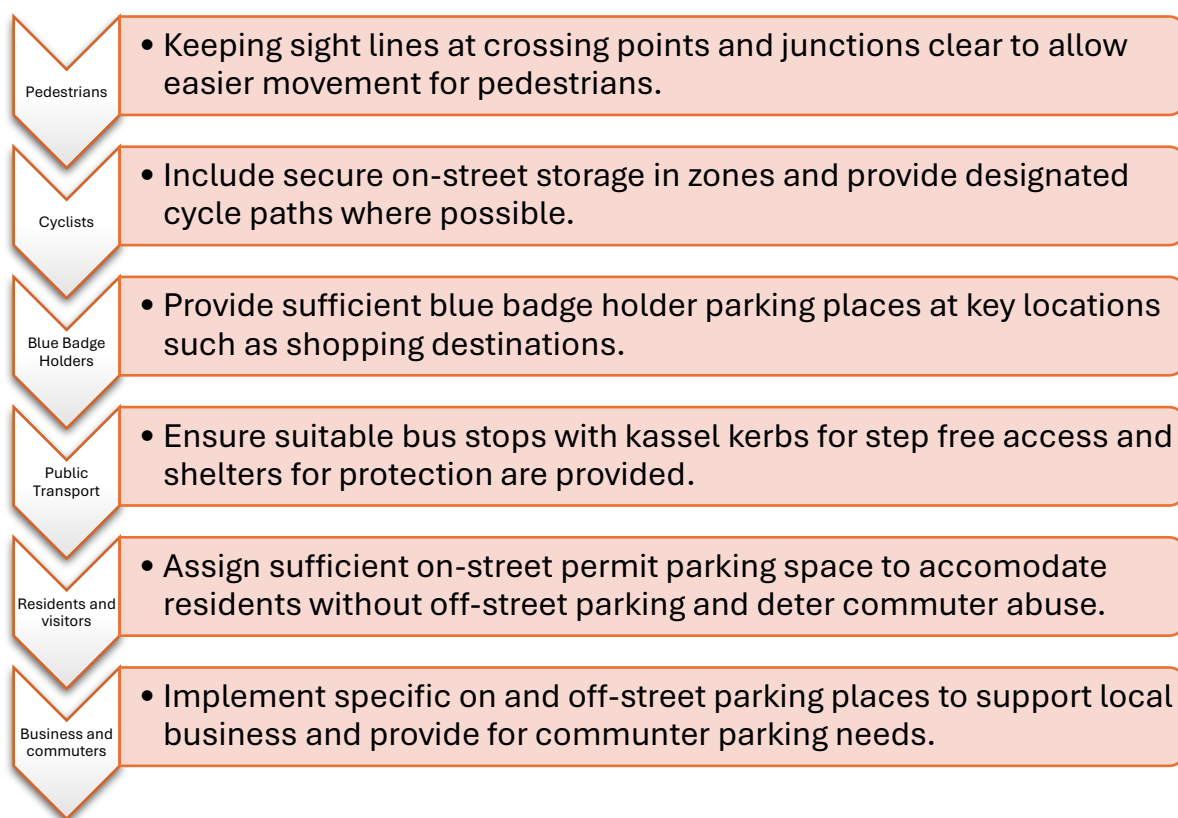 Pedestrians
• Keeping sight lines at crossing points and junctions clear to allow
easier movement for pedestrians.
Cyclists
• Include secure on-street storage in zones and provide designated
cycle paths where possible.
Blue Badge
Holders
• Provide sufficient blue badge holder parking places at key locations
such as shopping destinations.
Public
Transport
• Ensure suitable bus stops with kassel kerbs for step free access and
shelters for protection are provided.
Residents and
visitors
• Assign sufficient on-street permit parking space to accomodate
residents without off-street parking and deter commuter abuse.
Business and
commuters
• Implement specific on and off-street parking places to support local
business and provide for communter parking needs.